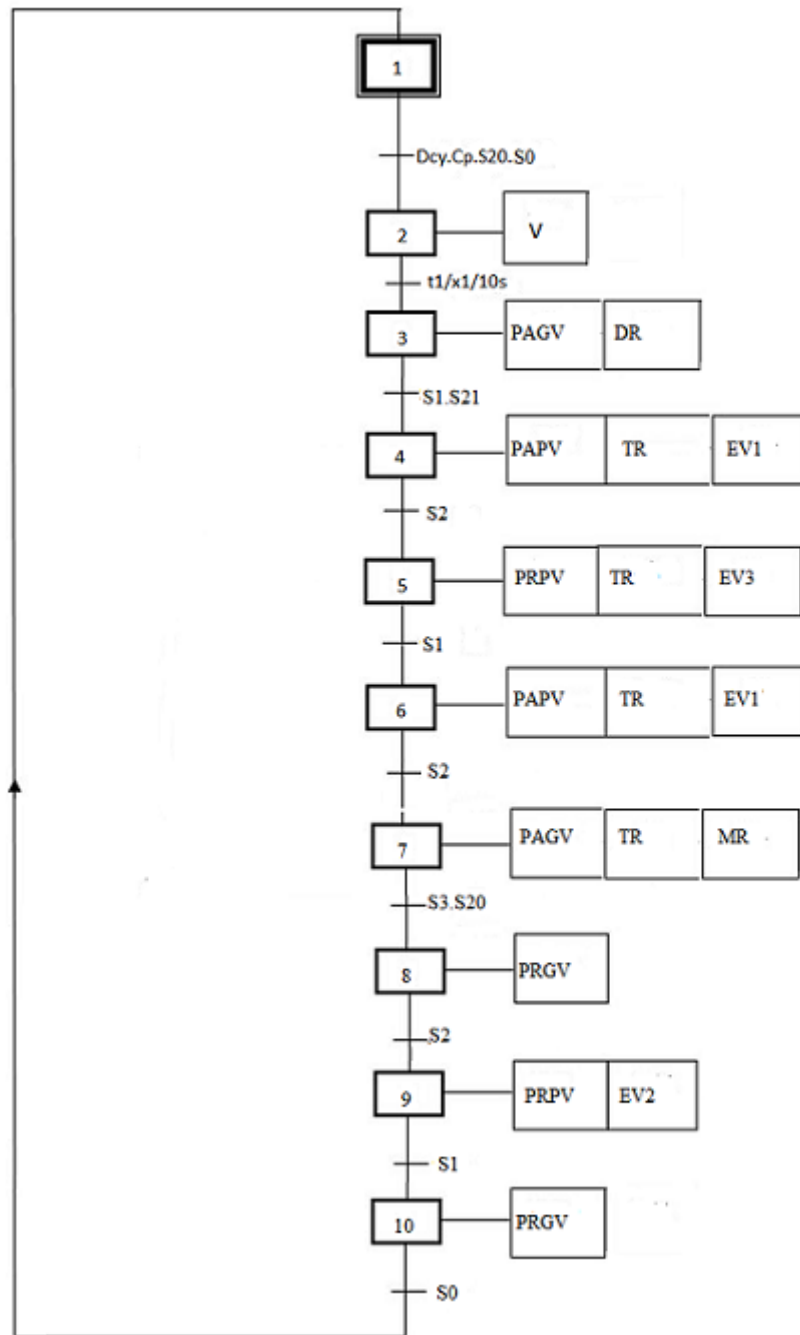 1
Dcy.Cp.S20.S0
2 V
t1/x1/10s
3 PAGV DR
S1.S21
4 PAPV TR EV1
S2
5 PRPV TR EV3
S1
6 PAPV TR EV1
S2
7 PAGV TR MR
S3.S20
8 PRGV
S2
9 PRPV EV2
S1
10 PRGV
S0